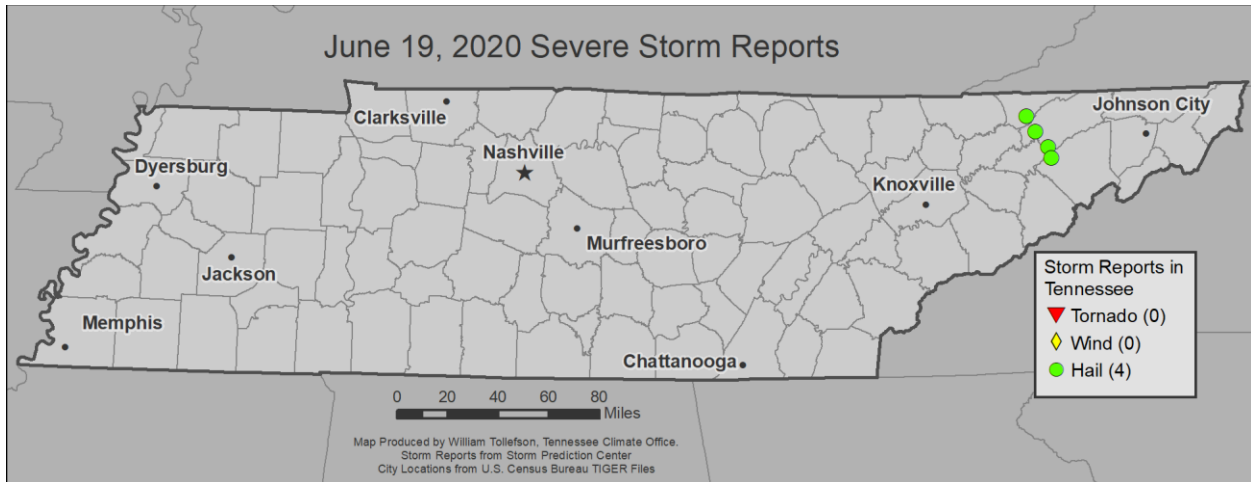 June 19, 2020 Severe Storm Reports
Clarksville
Johnson City
Nashville
Dyersburg
Knoxville
Murfreesboro
Jackson
Memphis
Chattanooga
Storm Reports in
Tennessee
Tornado (0)
Wind (0)
Hail (4)
0 20 40 60 80
Miles
Map Produced by William Tollefson, Tennessee Climate Office.
Storm Reports from Storm Prediction Center
City Locations from U.S. Census Bureau TIGER Files